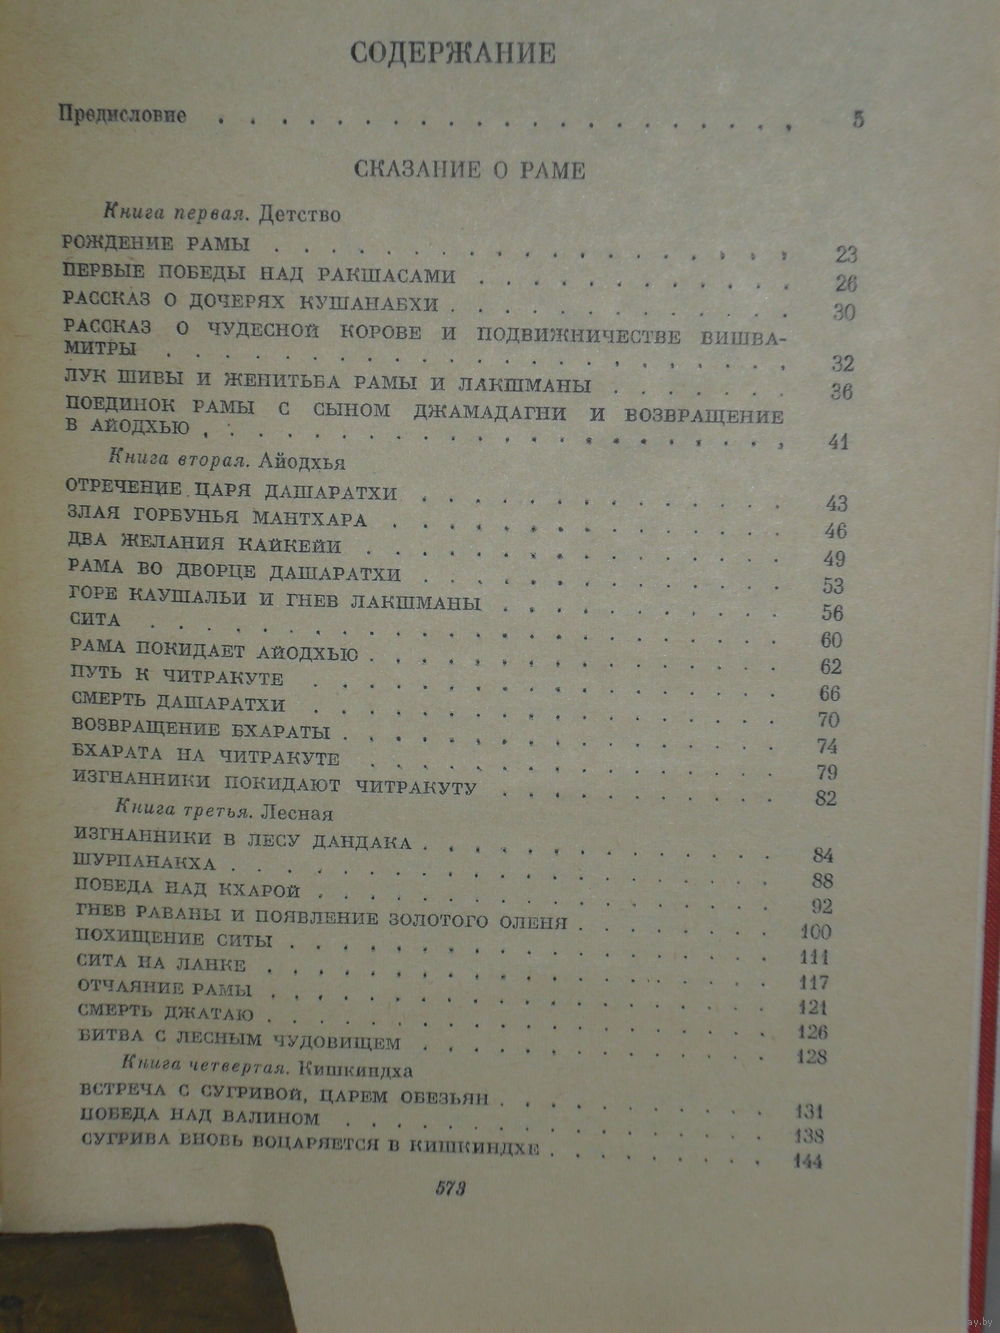 СОДЕРЖАНИЕ
Предисловие . . . . . . . . . . . . . . . . . . . . 5
СКАЗАНИЕ О РАМЕ
Книга первая. Детство
РОЖДЕНИЕ РАМЫ . . . . . . . . . . . . . . . . . . . 23
ПЕРВЫЕ ПОБЕДЫ НАД РАКШАСАМИ . . . . . . . . . . . . 26
РАССКАЗ О ДОЧЕРЯХ КУШАНАБХИ . . . . . . . . . . . . 30
РАССКАЗ О ЧУДЕСНОЙ КОРОВЕ И ПОДВИЖНИЧЕСТВЕ ВИШВА-
МИТРЫ . . . . . . . . . . . . . . . . . . . . . . 32
ЛУК ШИВЫ И ЖЕНИТЬБА РАМЫ И ЛАКШМАНЫ . . . . . . . 36
ПОЕДИНОК РАМЫ С СЫНОМ ДЖАМАДАГНИ И ВОЗВРАЩЕНИЕ
В АЙОДХЬЮ . . . . . . . . . . . . . . . . . . . . 41
Книга вторая. Айодхья
ОТРЕЧЕНИЕ ЦАРЯ ДАШАРАТХИ . . . . . . . . . . . . . 43
ЗЛАЯ ГОРБУНЬЯ МАНТХАРА . . . . . . . . . . . . . . 46
ДВА ЖЕЛАНИЯ КАЙКЕЙИ . . . . . . . . . . . . . . . 49
РАМА ВО ДВОРЦЕ ДАШАРАТХИ . . . . . . . . . . . . . 53
ГОРЕ КАУШАЛЬИ И ГНЕВ ЛАКШМАНЫ . . . . . . . . . . 56
СИТА . . . . . . . . . . . . . . . . . . . . . . . 60
РАМА ПОКИДАЕТ АЙОДХЬЮ . . . . . . . . . . . . . . 62
ПУТЬ К ЧИТРАКУТЕ . . . . . . . . . . . . . . . . . 66
СМЕРТЬ ДАШАРАТХИ . . . . . . . . . . . . . . . . . 70
ВОЗВРАЩЕНИЕ БХАРАТЫ . . . . . . . . . . . . . . . 74
БХАРАТА НА ЧИТРАКУТЕ . . . . . . . . . . . . . . . 79
ИЗГНАННИКИ ПОКИДАЮТ ЧИТРАКУТУ . . . . . . . . . . 82
Книга третья. Лесная
ИЗГНАННИКИ В ЛЕСУ ДАНДАКА . . . . . . . . . . . . 84
ШУРПАНАКХА . . . . . . . . . . . . . . . . . . . . 88
ПОБЕДА НАД КХАРОЙ . . . . . . . . . . . . . . . . 92
ГНЕВ РАВАНЫ И ПОЯВЛЕНИЕ ЗОЛОТОГО ОЛЕНЯ . . . . . . 100
ПОХИЩЕНИЕ СИТЫ . . . . . . . . . . . . . . . . . . 111
СИТА НА ЛАНКЕ . . . . . . . . . . . . . . . . . . 117
ОТЧАЯНИЕ РАМЫ . . . . . . . . . . . . . . . . . . 121
СМЕРТЬ ДЖАТАЮ . . . . . . . . . . . . . . . . . . 126
БИТВА С ЛЕСНЫМ ЧУДОВИЩЕМ . . . . . . . . . . . . . 128
Книга четвертая. Кишкиндха
ВСТРЕЧА С СУГРИВОЙ, ЦАРЕМ ОБЕЗЬЯН . . . . . . . . 131
ПОБЕДА НАД ВАЛИНОМ . . . . . . . . . . . . . . . . 138
СУГРИВА ВНОВЬ ВОЦАРЯЕТСЯ В КИШКИНДХЕ . . . . . . . 144
573
ay.by